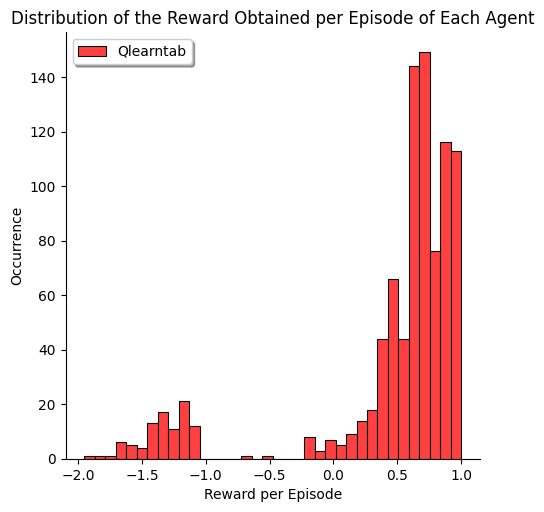 Distribution of the Reward Obtained per Episode of Each Agent
Qlearntab
140
120
100
80
60
40
20
0
Occurrence
−2.0 −1.5 −1.0 −0.5 0.0 0.5 1.0
Reward per Episode